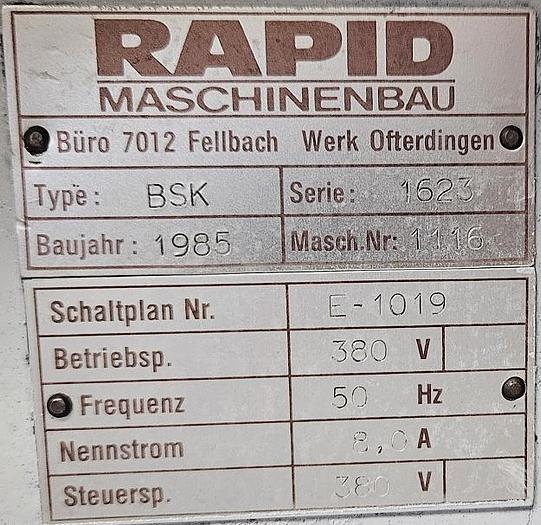 RAPID
MASCHINENBAU
Büro 7012 Fellbach Werk Ofterdingen
Type: BSK Serie: 1623
Baujahr: 1985 Masch.Nr: 1116
Schaltplan Nr. E-1019
Betriebsp. 380 V
Frequenz 50 Hz
Nennstrom 8,0 A
Steuersp. 380 V